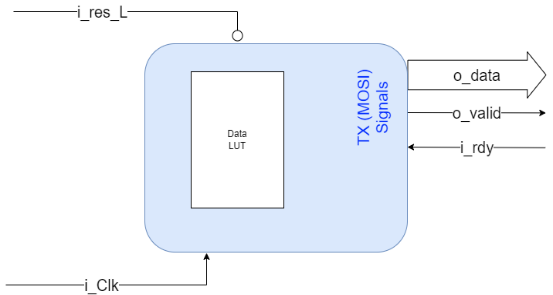 i_res_L
Data
LUT
TX (MOSI)
Signals
o_data
o_valid
i_rdy
i_Clk